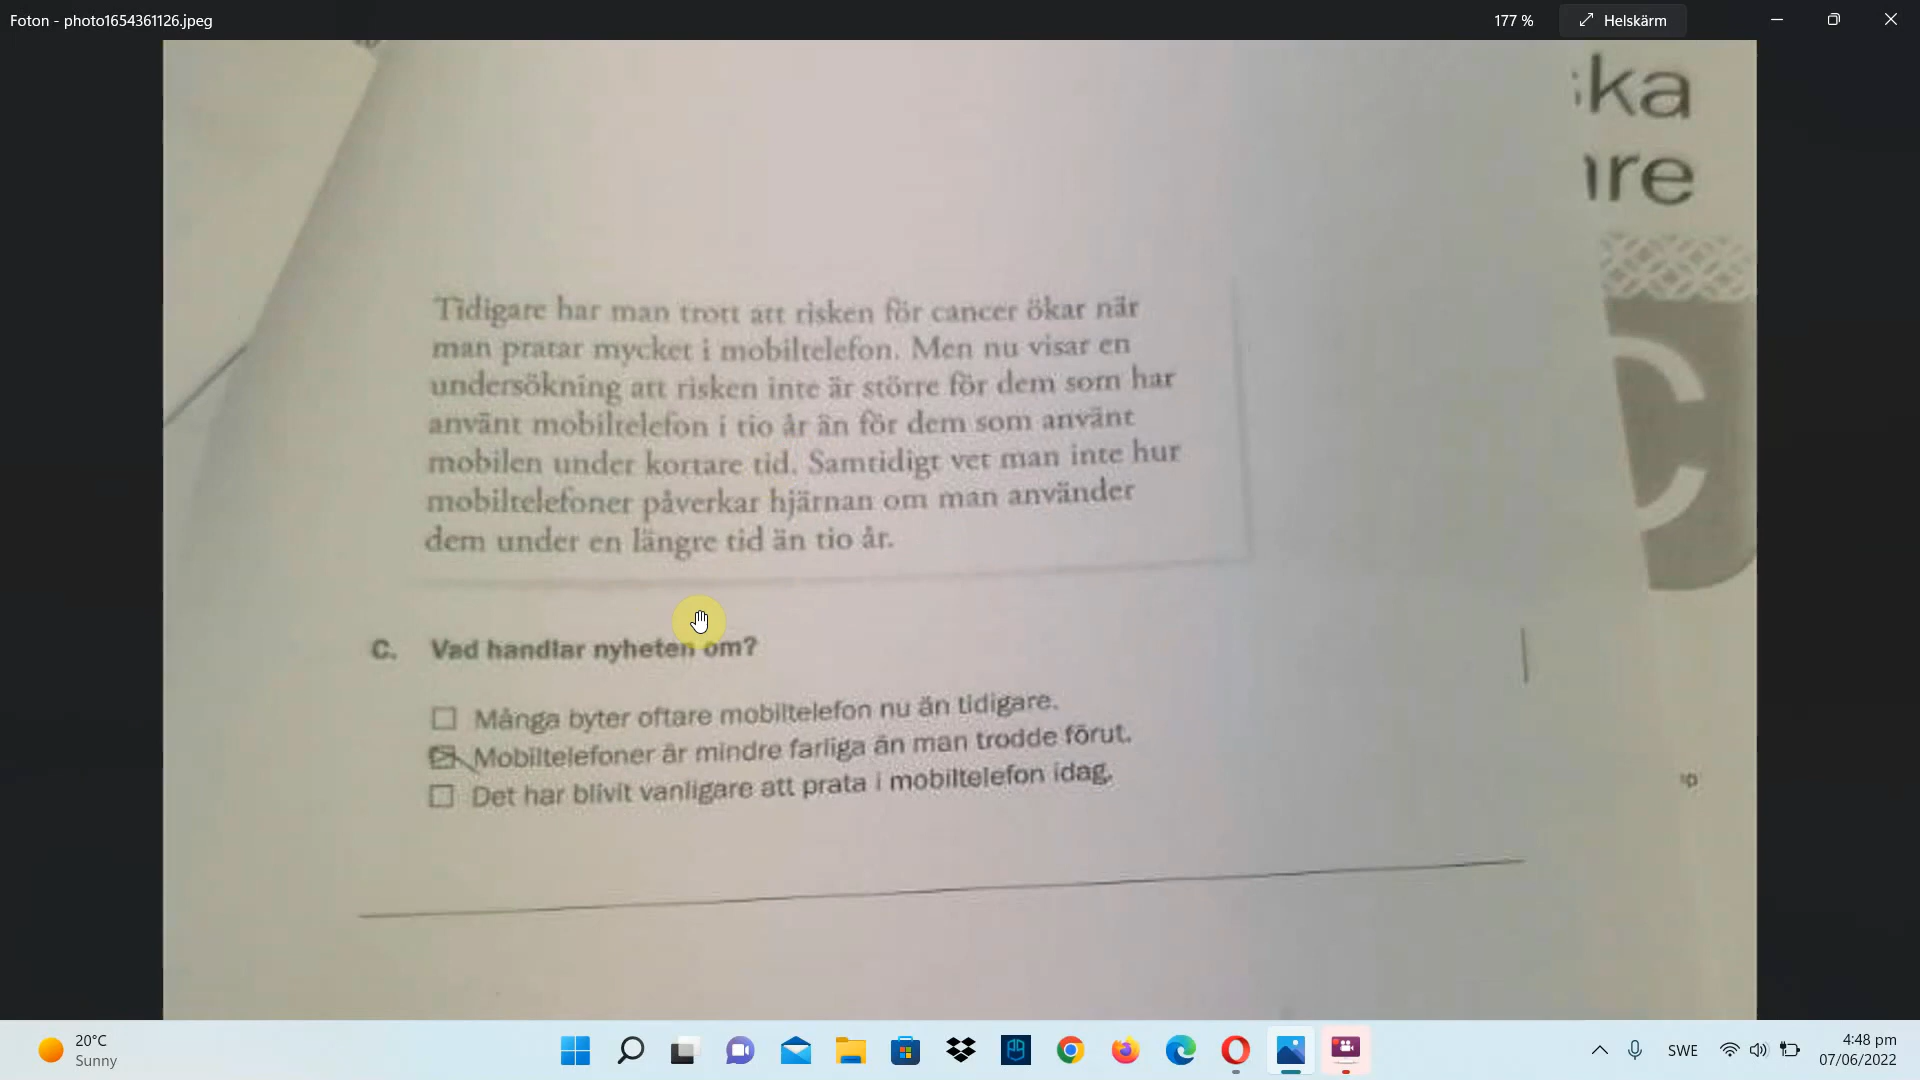 Foton - photo1654361126.jpeg
177 %
Helskärm
ka
are
Tidigare har man trott att risken för cancer ökar när
man pratar mycket i mobiltelefon. Men nu visar en
undersökning att risken inte är större för dem som har
använt mobiltelefon i tio år än för dem som använt
mobilen under kortare tid. Samtidigt vet man inte hur
mobiltelefoner påverkar hjärnan om man använder
dem under en längre tid än tio år.
C
C. Vad handlar nyheten om?
Många byter oftare mobiltelefon nu än tidigare.
Mobiltelefoner är mindre farliga än man trodde förut.
Det har blivit vanligare att prata i mobiltelefon idag.
20°C
Sunny
SWE
4:48 pm
07/06/2022